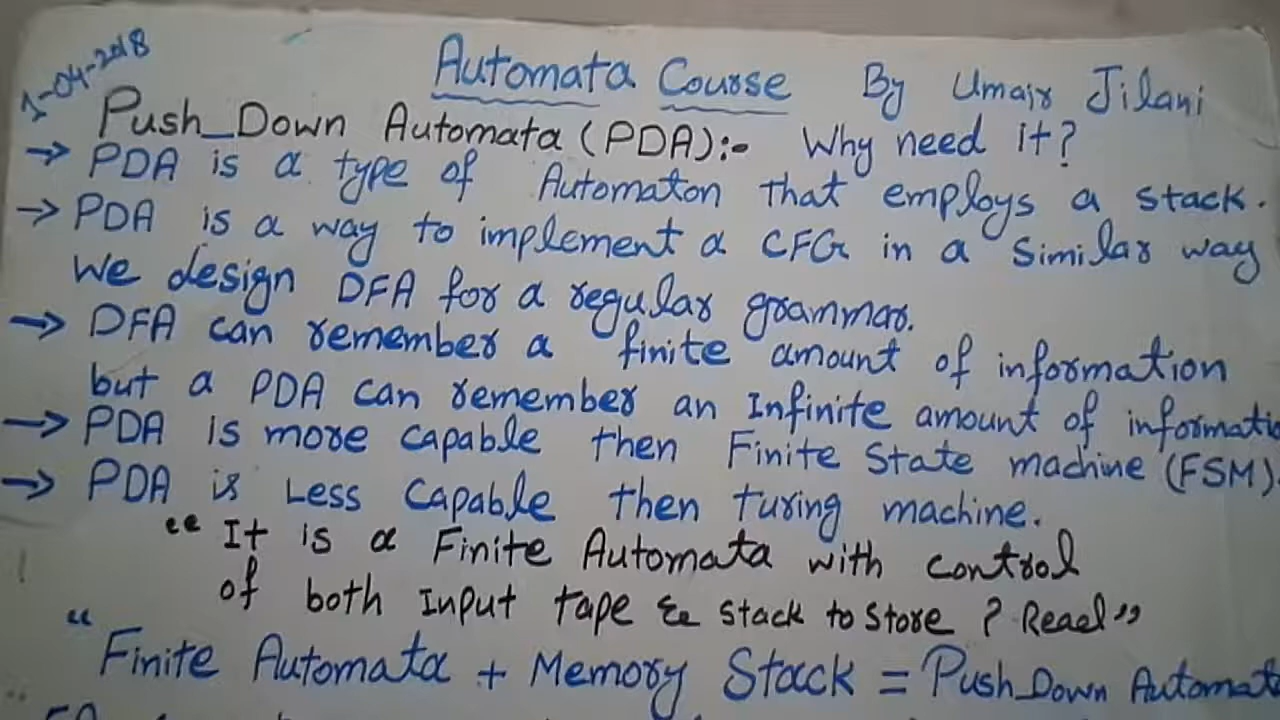 1-04-2018
Automata Course By Umair Jilani
Push_Down Automata (PDA):- Why need it?
→ PDA is a type of Automaton that employs a stack.
→ PDA is a way to implement a CFG in a Similar way
We design DFA for a regular grammar.
→ DFA can remember a finite amount of information
but a PDA can remember an Infinite amount of informatio
→ PDA is more capable then Finite State machine (FSM).
→ PDA is Less Capable then turing machine.
“ It is a Finite Automata with control
of both Input tape & stack to store ? Read ”
“ Finite Automata + Memory Stack = Push_Down Automat